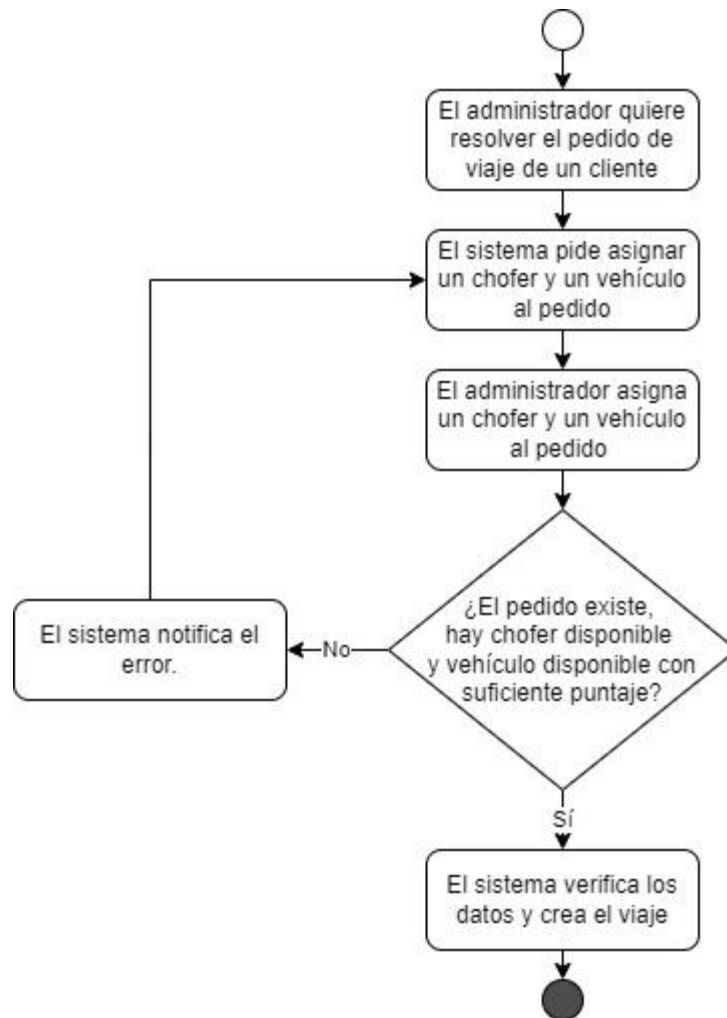 El administrador quiere
resolver el pedido de
viaje de un cliente
El sistema pide asignar
un chofer y un vehículo
al pedido
El administrador asigna
un chofer y un vehículo
al pedido
¿El pedido existe,
hay chofer disponible
y vehículo disponible con
suficiente puntaje?
No
El sistema notifica el
error.
Sí
El sistema verifica los
datos y crea el viaje